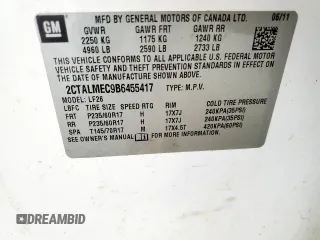 GM
MFD BY GENERAL MOTORS OF CANADA LTD. 06/11
GVWR GAWR FRT GAWR RR
2250 KG 1175 KG 1240 KG
4960 LB 2590 LB 2733 LB
THIS VEHICLE CONFORMS TO ALL APPLICABLE U.S. FEDERAL
MOTOR VEHICLE SAFETY AND THEFT PREVENTION STANDARDS
IN EFFECT ON THE DATE OF MANUFACTURE SHOWN ABOVE.
2CTALMEC9B6455417 TYPE: M.P.V.
MODEL: LF26
LBFC TIRE SIZE SPEED RTG RIM COLD TIRE PRESSURE
FRT P235/60R17 H 17X7J 240KPA(35PSI)
RR P235/60R17 H 17X7J 240KPA(35PSI)
SPA T145/70R17 M 17X4.5T 420KPA(60PSI)
SEE OWNER'S MANUAL
DREAMBID